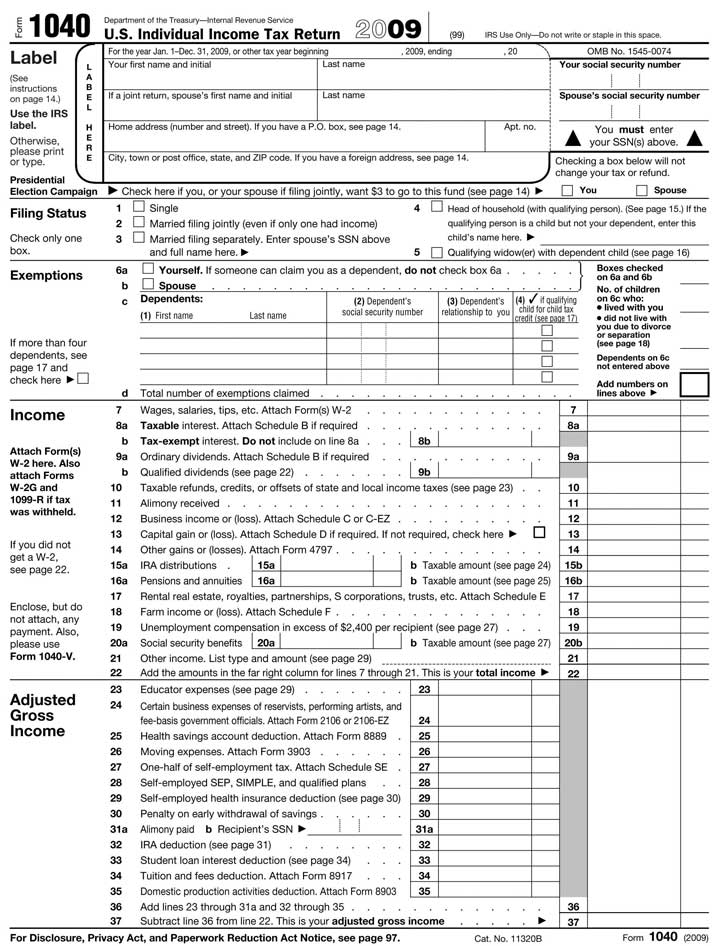 Form 1040 Department of the Treasury—Internal Revenue Service
U.S. Individual Income Tax Return 2009 (99) IRS Use Only—Do not write or staple in this space.
Label
(See instructions on page 14.)
Use the IRS label.
Otherwise, please print or type.
LABEL HERE
For the year Jan. 1–Dec. 31, 2009, or other tax year beginning , 2009, ending , 20 OMB No. 1545-0074
Your first name and initial Last name Your social security number
If a joint return, spouse's first name and initial Last name Spouse's social security number
Home address (number and street). If you have a P.O. box, see page 14. Apt. no. ▲ You must enter your SSN(s) above. ▲
City, town or post office, state, and ZIP code. If you have a foreign address, see page 14. Checking a box below will not change your tax or refund.
Presidential Election Campaign ▶ Check here if you, or your spouse if filing jointly, want $3 to go to this fund (see page 14) ▶ You Spouse
Filing Status
Check only one box.
1 Single
2 Married filing jointly (even if only one had income)
3 Married filing separately. Enter spouse's SSN above and full name here. ▶
4 Head of household (with qualifying person). (See page 15.) If the qualifying person is a child but not your dependent, enter this child's name here. ▶
5 Qualifying widow(er) with dependent child (see page 16)
Exemptions
6a Yourself. If someone can claim you as a dependent, do not check box 6a . . . . .
b Spouse
c Dependents:
(1) First name Last name (2) Dependent's social security number (3) Dependent's relationship to you (4) ✓ if qualifying child for child tax credit (see page 17)
If more than four dependents, see page 17 and check here ▶
d Total number of exemptions claimed
Boxes checked on 6a and 6b
No. of children on 6c who:
● lived with you
● did not live with you due to divorce or separation (see page 18)
Dependents on 6c not entered above
Add numbers on lines above ▶
Income
Attach Form(s) W-2 here. Also attach Forms W-2G and 1099-R if tax was withheld.
If you did not get a W-2, see page 22.
Enclose, but do not attach, any payment. Also, please use Form 1040-V.
7 Wages, salaries, tips, etc. Attach Form(s) W-2 7
8a Taxable interest. Attach Schedule B if required 8a
b Tax-exempt interest. Do not include on line 8a . . . 8b
9a Ordinary dividends. Attach Schedule B if required 9a
b Qualified dividends (see page 22) 9b
10 Taxable refunds, credits, or offsets of state and local income taxes (see page 23) . . 10
11 Alimony received 11
12 Business income or (loss). Attach Schedule C or C-EZ 12
13 Capital gain or (loss). Attach Schedule D if required. If not required, check here ▶ 13
14 Other gains or (losses). Attach Form 4797 14
15a IRA distributions . 15a b Taxable amount (see page 24) 15b
16a Pensions and annuities 16a b Taxable amount (see page 25) 16b
17 Rental real estate, royalties, partnerships, S corporations, trusts, etc. Attach Schedule E 17
18 Farm income or (loss). Attach Schedule F 18
19 Unemployment compensation in excess of $2,400 per recipient (see page 27) . . . 19
20a Social security benefits 20a b Taxable amount (see page 27) 20b
21 Other income. List type and amount (see page 29) 21
22 Add the amounts in the far right column for lines 7 through 21. This is your total income ▶ 22
Adjusted Gross Income
23 Educator expenses (see page 29) 23
24 Certain business expenses of reservists, performing artists, and fee-basis government officials. Attach Form 2106 or 2106-EZ 24
25 Health savings account deduction. Attach Form 8889 . 25
26 Moving expenses. Attach Form 3903 26
27 One-half of self-employment tax. Attach Schedule SE . 27
28 Self-employed SEP, SIMPLE, and qualified plans . . 28
29 Self-employed health insurance deduction (see page 30) 29
30 Penalty on early withdrawal of savings 30
31a Alimony paid b Recipient's SSN ▶ 31a
32 IRA deduction (see page 31) 32
33 Student loan interest deduction (see page 34) . . . 33
34 Tuition and fees deduction. Attach Form 8917 . . . 34
35 Domestic production activities deduction. Attach Form 8903 35
36 Add lines 23 through 31a and 32 through 35 36
37 Subtract line 36 from line 22. This is your adjusted gross income ▶ 37
For Disclosure, Privacy Act, and Paperwork Reduction Act Notice, see page 97. Cat. No. 11320B Form 1040 (2009)